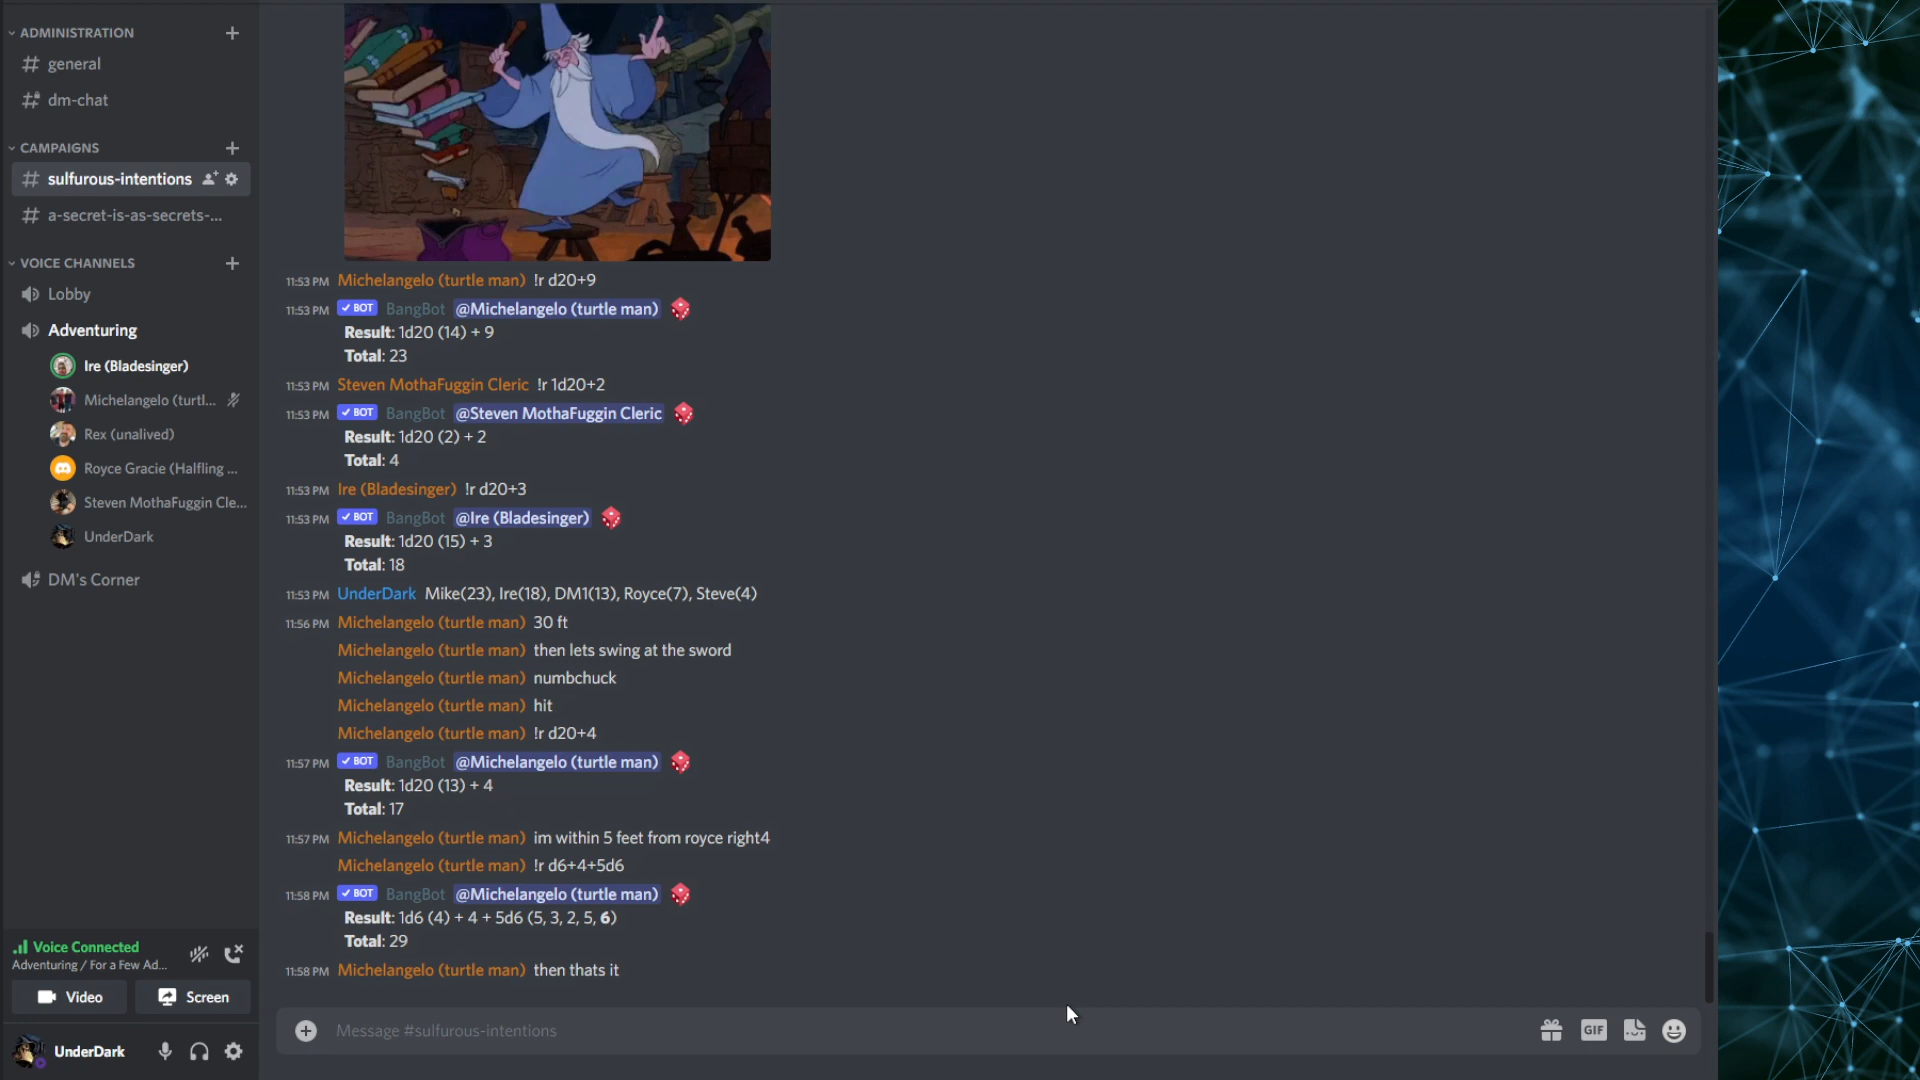 ADMINISTRATION
general
dm-chat
CAMPAIGNS
sulfurous-intentions
a-secret-is-as-secrets-...
VOICE CHANNELS
Lobby
Adventuring
Ire (Bladesinger)
Michelangelo (turtl...
Rex (unalived)
Royce Gracie (Halfling ...
Steven MothaFuggin Cle...
UnderDark
DM's Corner
Voice Connected
Adventuring / For a Few Ad...
Video Screen
UnderDark
11:53 PM Michelangelo (turtle man) !r d20+9
11:53 PM BOT BangBot @Michelangelo (turtle man)
Result: 1d20 (14) + 9
Total: 23
11:53 PM Steven MothaFuggin Cleric !r 1d20+2
11:53 PM BOT BangBot @Steven MothaFuggin Cleric
Result: 1d20 (2) + 2
Total: 4
11:53 PM Ire (Bladesinger) !r d20+3
11:53 PM BOT BangBot @Ire (Bladesinger)
Result: 1d20 (15) + 3
Total: 18
11:53 PM UnderDark Mike(23), Ire(18), DM1(13), Royce(7), Steve(4)
11:56 PM Michelangelo (turtle man) 30 ft
Michelangelo (turtle man) then lets swing at the sword
Michelangelo (turtle man) numbchuck
Michelangelo (turtle man) hit
Michelangelo (turtle man) !r d20+4
11:57 PM BOT BangBot @Michelangelo (turtle man)
Result: 1d20 (13) + 4
Total: 17
11:57 PM Michelangelo (turtle man) im within 5 feet from royce right4
Michelangelo (turtle man) !r d6+4+5d6
11:58 PM BOT BangBot @Michelangelo (turtle man)
Result: 1d6 (4) + 4 + 5d6 (5, 3, 2, 5, 6)
Total: 29
11:58 PM Michelangelo (turtle man) then thats it
Message #sulfurous-intentions
GIF